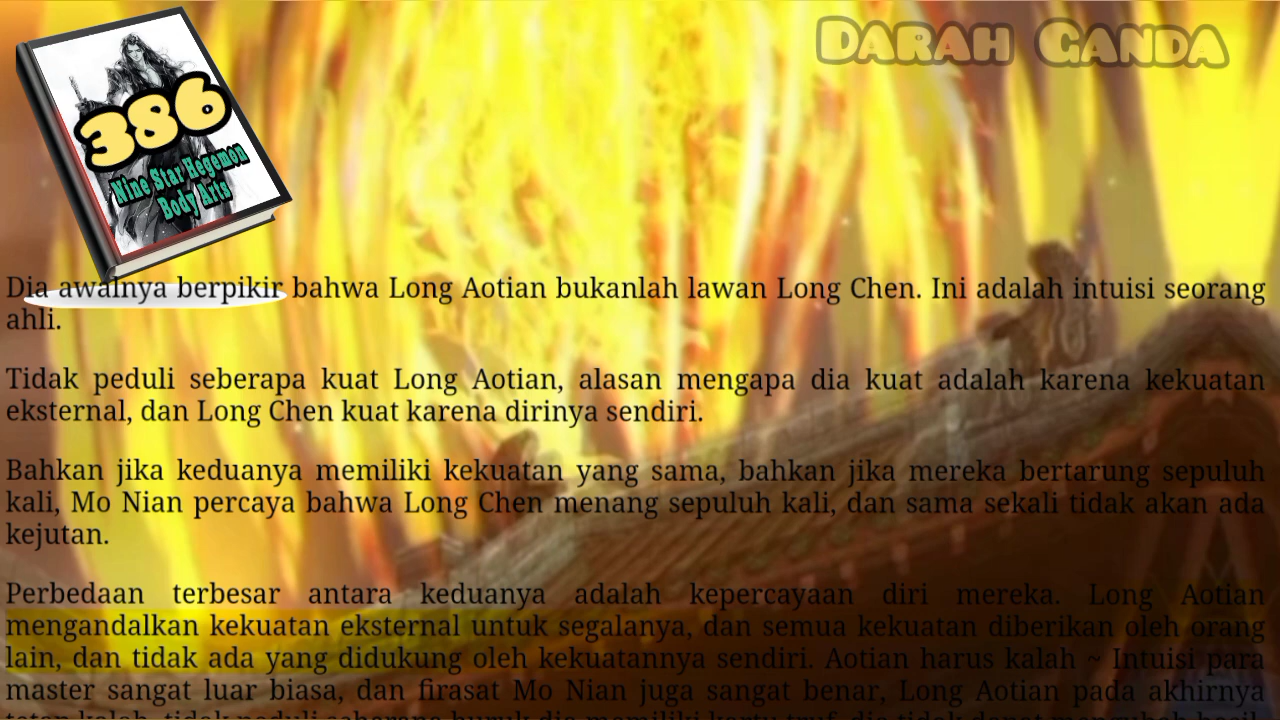 DARAH GANDA
386
Nine Star Hegemon
Body Arts
Dia awalnya berpikir bahwa Long Aotian bukanlah lawan Long Chen. Ini adalah intuisi seorang
ahli.
Tidak peduli seberapa kuat Long Aotian, alasan mengapa dia kuat adalah karena kekuatan
eksternal, dan Long Chen kuat karena dirinya sendiri.
Bahkan jika keduanya memiliki kekuatan yang sama, bahkan jika mereka bertarung sepuluh
kali, Mo Nian percaya bahwa Long Chen menang sepuluh kali, dan sama sekali tidak akan ada
kejutan.
Perbedaan terbesar antara keduanya adalah kepercayaan diri mereka. Long Aotian
mengandalkan kekuatan eksternal untuk segalanya, dan semua kekuatan diberikan oleh orang
lain, dan tidak ada yang didukung oleh kekuatannya sendiri. Aotian harus kalah ~ Intuisi para
master sangat luar biasa, dan firasat Mo Nian juga sangat benar, Long Aotian pada akhirnya